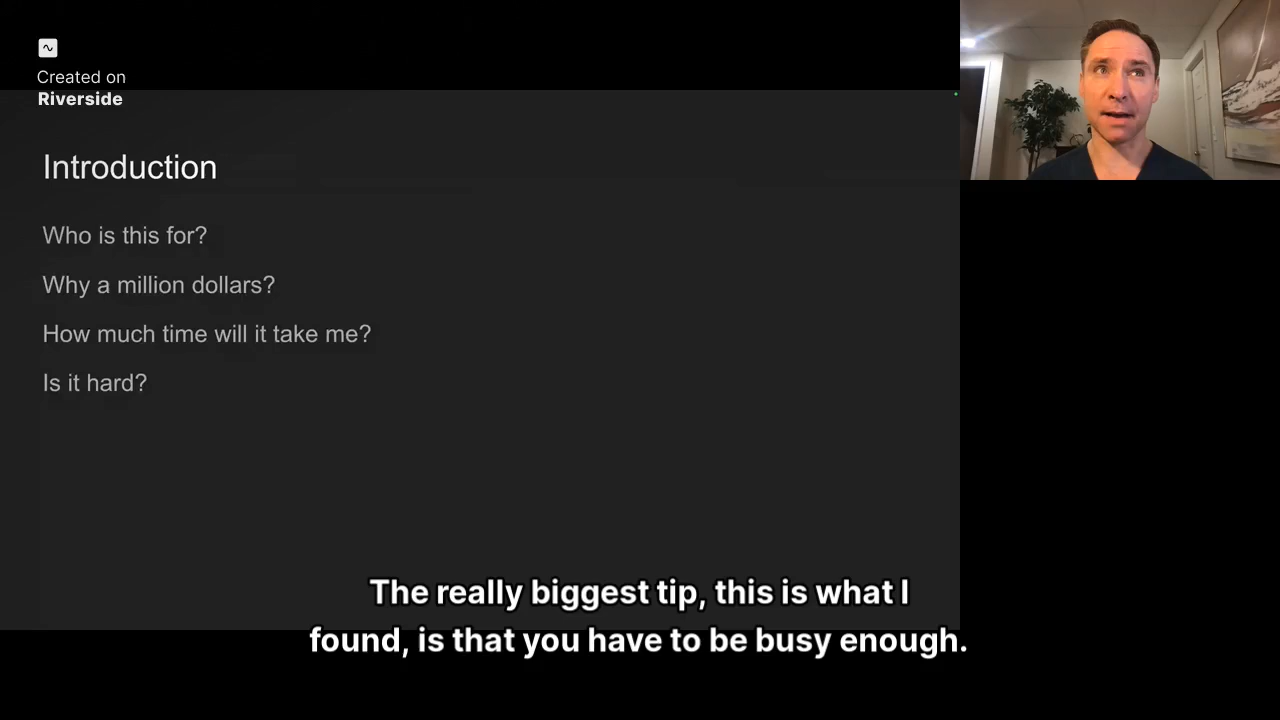 Created on
Riverside
Introduction
Who is this for?
Why a million dollars?
How much time will it take me?
Is it hard?
The really biggest tip, this is what I
found, is that you have to be busy enough.